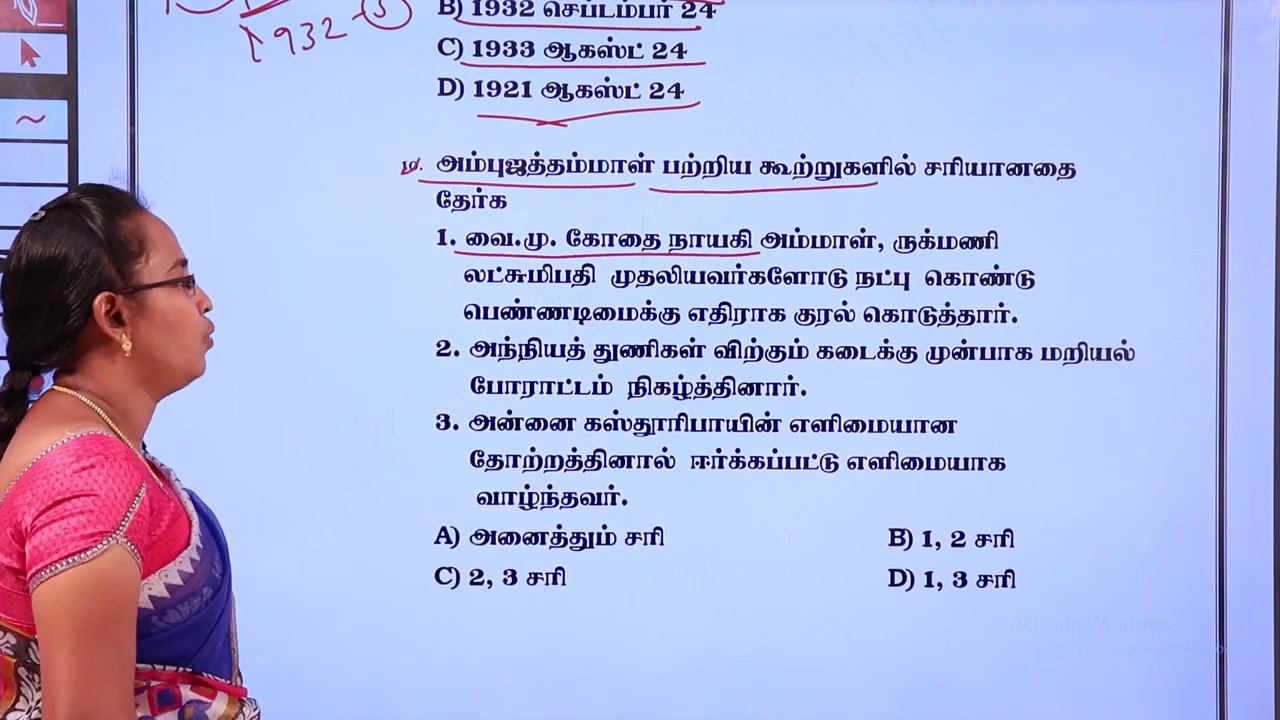 1932 5
B) 1932 செப்டம்பர் 24
C) 1933 ஆகஸ்ட் 24
D) 1921 ஆகஸ்ட் 24
அம்புஜத்தம்மாள் பற்றிய கூற்றுகளில் சரியானதை
தேர்க
1. வை.மு. கோதை நாயகி அம்மாள், ருக்மணி
லட்சுமிபதி முதலியவர்களோடு நட்பு கொண்டு
பெண்ணடிமைக்கு எதிராக குரல் கொடுத்தார்.
2. அந்நியத் துணிகள் விற்கும் கடைக்கு முன்பாக மறியல்
போராட்டம் நிகழ்த்தினார்.
3. அன்னை கஸ்தூரிபாயின் எளிமையான
தோற்றத்தினால் ஈர்க்கப்பட்டு எளிமையாக
வாழ்ந்தவர்.
A) அனைத்தும் சரி B) 1, 2 சரி
C) 2, 3 சரி D) 1, 3 சரி
Activate Windows